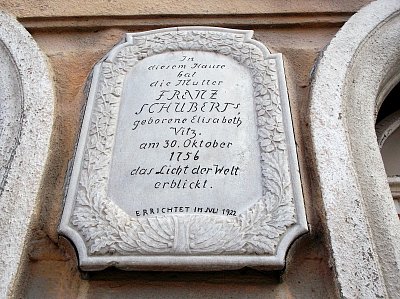 In
diesem Hause
hat
die Mutter
FRANZ
SCHUBERTS
geborene Elisabeth
Vitz.
am 30. Oktober
1756
das Licht der Welt
erblickt.
ERRICHTET IM JULI 1922